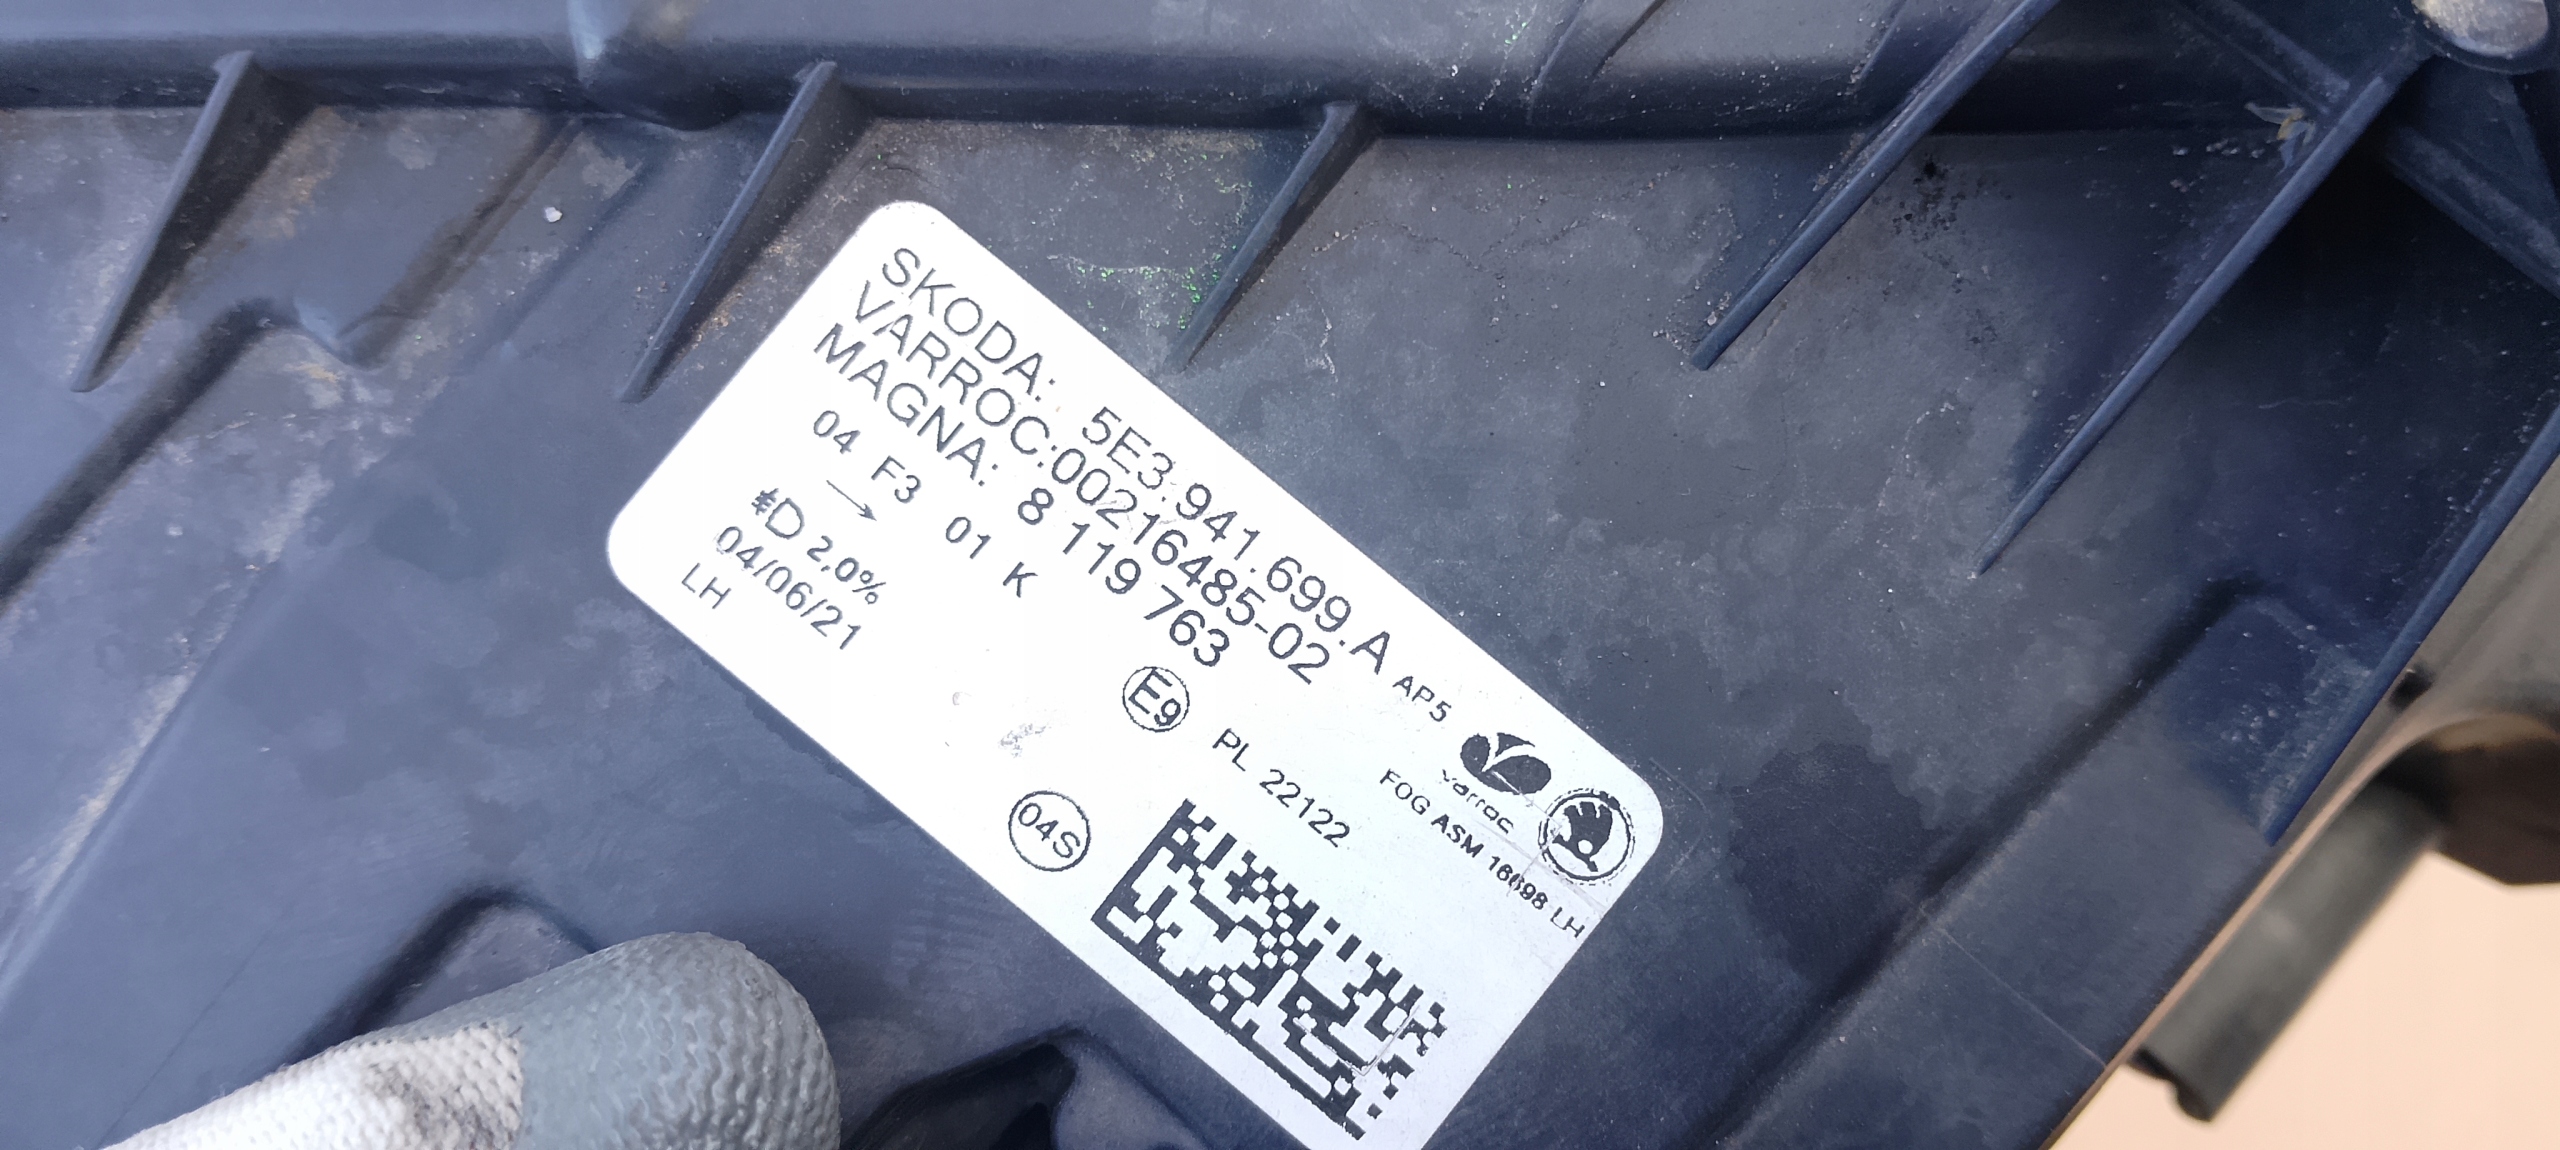 SKODA: 5E3.941.699.A AP5
VARROC:00216485-02
MAGNA: 8 119 763
04 F3 01 K
→
D 2,0%
04/06/21
LH
E9
PL 22122
varroc
FOG ASM 16698 LH
04S